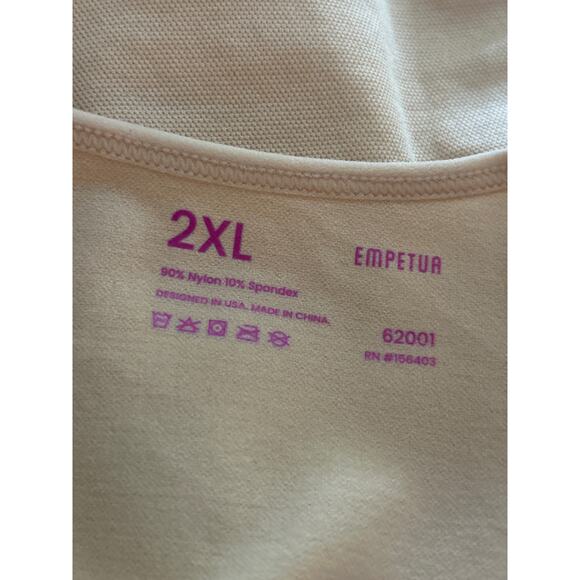 2XL
EMPETUA
90% Nylon 10% Spandex
DESIGNED IN USA. MADE IN CHINA.
62001
RN #156403